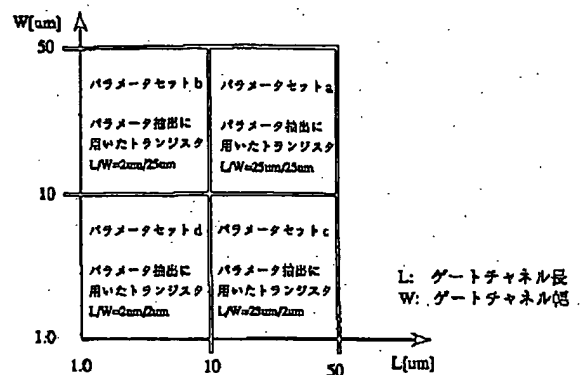 W[um]
50
パラメータセットb
パラメータ抽出に
用いたトランジスタ
L/W=2um/25um
パラメータセットa
パラメータ抽出に
用いたトランジスタ
L/W=25um/25um
10
パラメータセットd
パラメータ抽出に
用いたトランジスタ
L/W=2um/2um
パラメータセットc
パラメータ抽出に
用いたトランジスタ
L/W=25um/2um
L: ゲートチャネル長
W: ゲートチャネル幅
1.0
1.0
10
50
L[um]